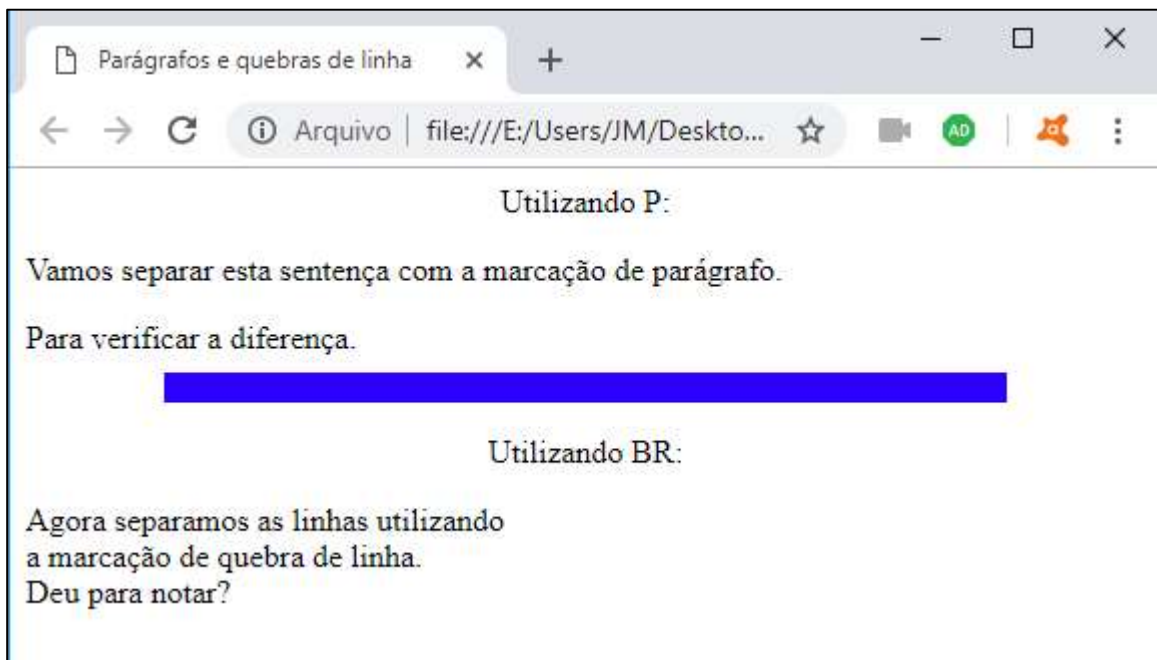 Parágrafos e quebras de linha
Arquivo | file:///E:/Users/JM/Deskto...
AD
Utilizando P:
Vamos separar esta sentença com a marcação de parágrafo.
Para verificar a diferença.
Utilizando BR:
Agora separamos as linhas utilizando
a marcação de quebra de linha.
Deu para notar?